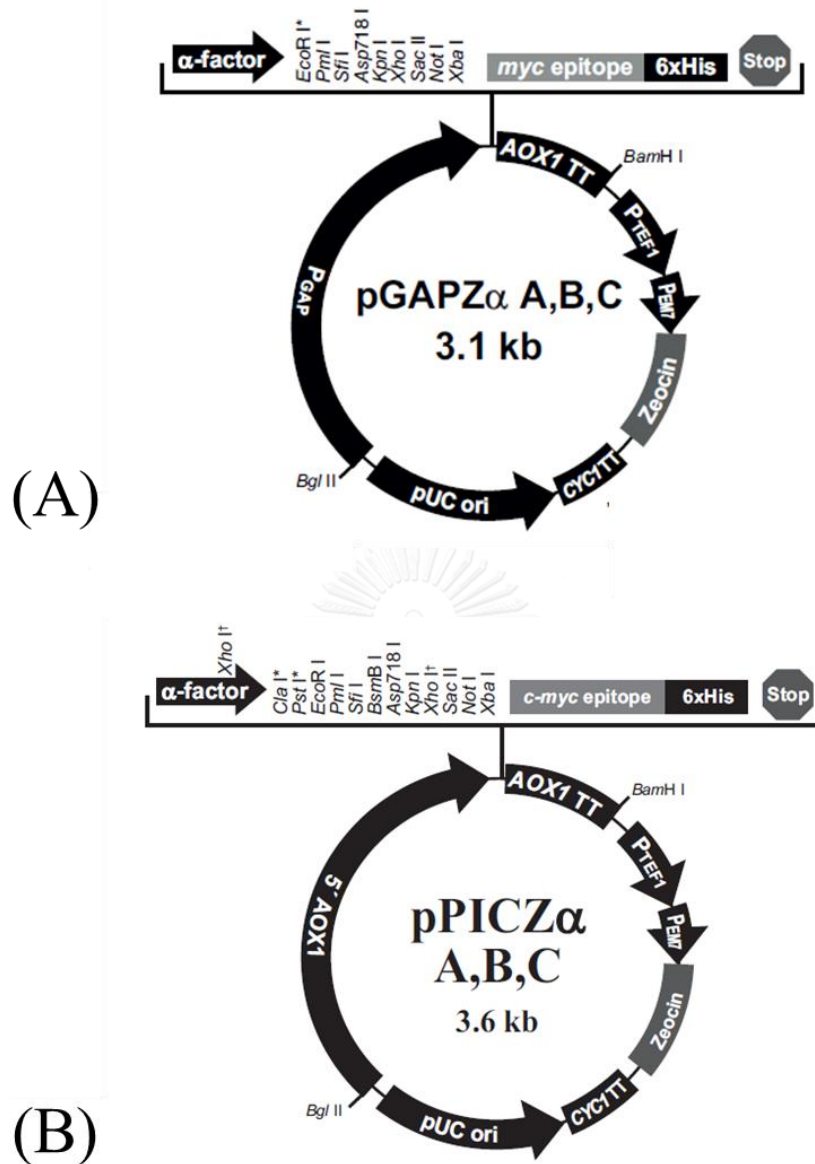 α-factor
EcoR I*
Pml I
Sfi I
Asp718 I
Kpn I
Xho I
Sac II
Not I
Xba I
myc epitope
6xHis
Stop
AOX1 TT
BamH I
PTEF1
PEM7
Zeocin
CYC1TT
pUC ori
Bgl II
PGAP
pGAPZα A,B,C
3.1 kb
(A)
α-factor
Xho I†
Cla I*
Pst I*
EcoR I
Pml I
Sfi I
BsmB I
Asp718 I
Kpn I
Xho I†
Sac II
Not I
Xba I
c-myc epitope
6xHis
Stop
AOX1 TT
BamH I
PTEF1
PEM7
Zeocin
CYC1TT
pUC ori
Bgl II
5´ AOX1
pPICZα
A,B,C
3.6 kb
(B)